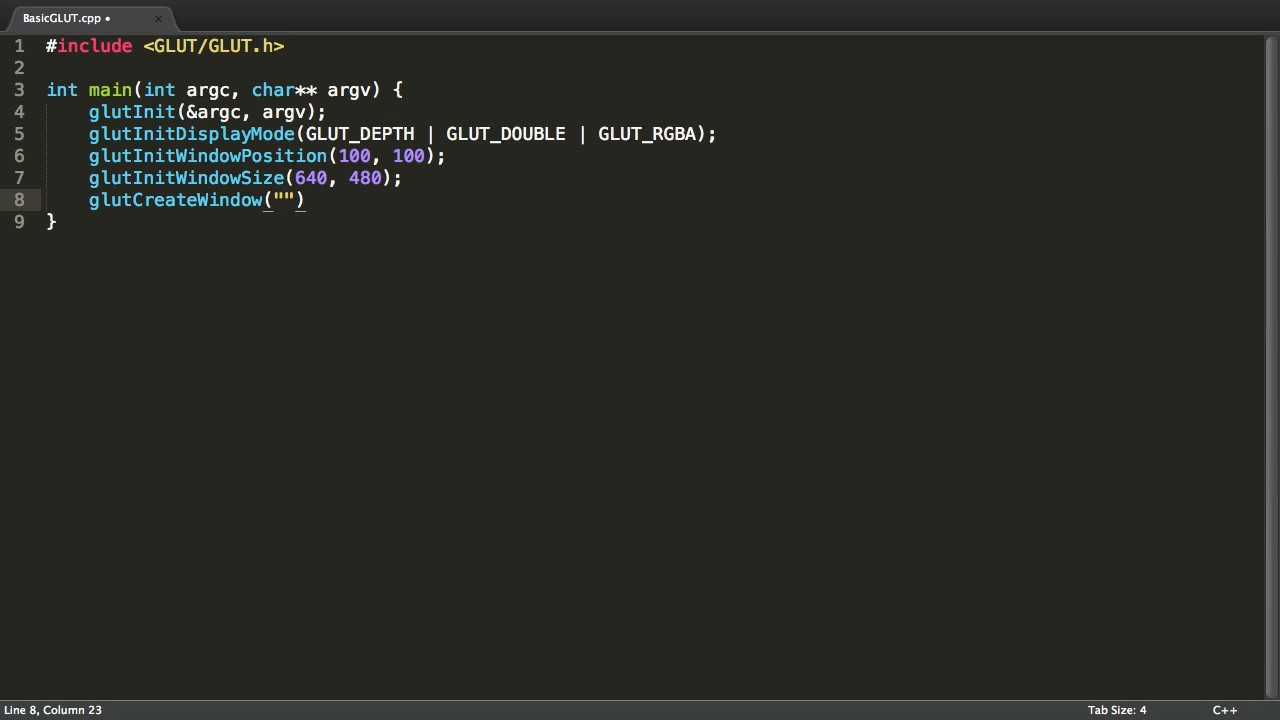 BasicGLUT.cpp •
1 #include <GLUT/GLUT.h>
2
3 int main(int argc, char** argv) {
4     glutInit(&argc, argv);
5     glutInitDisplayMode(GLUT_DEPTH | GLUT_DOUBLE | GLUT_RGBA);
6     glutInitWindowPosition(100, 100);
7     glutInitWindowSize(640, 480);
8     glutCreateWindow("")
9 }
Line 8, Column 23 Tab Size: 4 C++